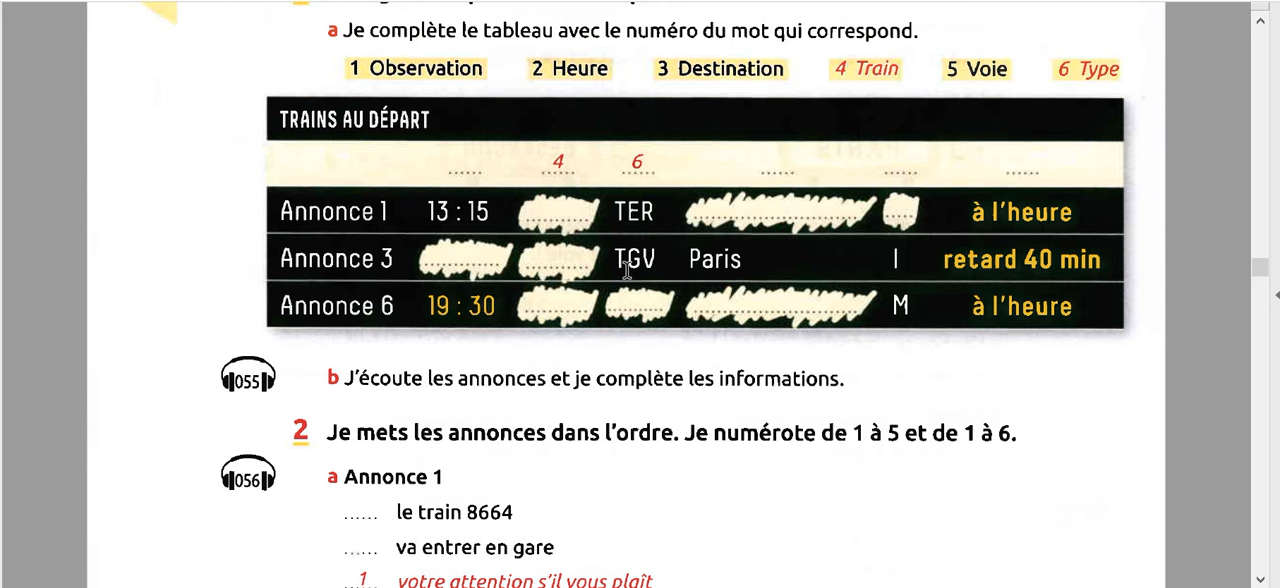 a Je complète le tableau avec le numéro du mot qui correspond.
1 Observation 2 Heure 3 Destination 4 Train 5 Voie 6 Type
TRAINS AU DÉPART
...... 4 6 ...... ...... ......
Annonce 1 13 : 15 TER à l'heure
Annonce 3 TGV Paris I retard 40 min
Annonce 6 19 : 30 M à l'heure
055 b J'écoute les annonces et je complète les informations.
2 Je mets les annonces dans l'ordre. Je numérote de 1 à 5 et de 1 à 6.
056 a Annonce 1
...... le train 8664
...... va entrer en gare
...1... votre attention s'il vous plaît